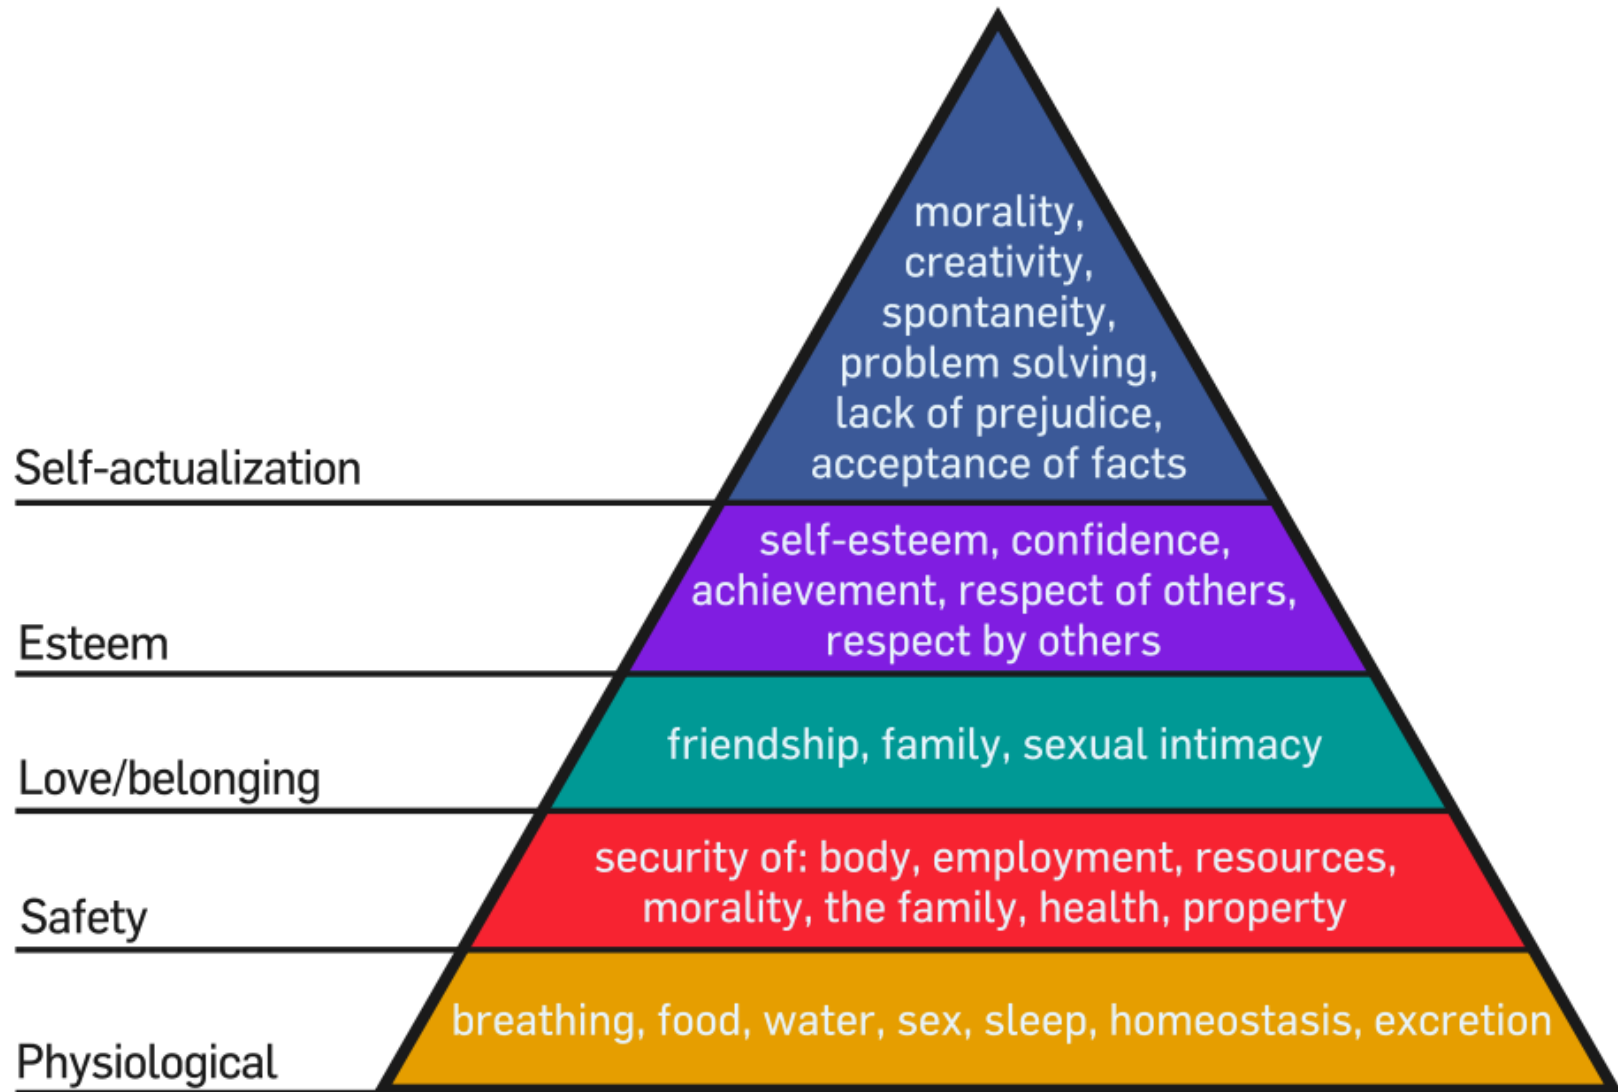 morality,
creativity,
spontaneity,
problem solving,
lack of prejudice,
acceptance of facts
Self-actualization
self-esteem, confidence,
achievement, respect of others,
respect by others
Esteem
friendship, family, sexual intimacy
Love/belonging
security of: body, employment, resources,
morality, the family, health, property
Safety
breathing, food, water, sex, sleep, homeostasis, excretion
Physiological